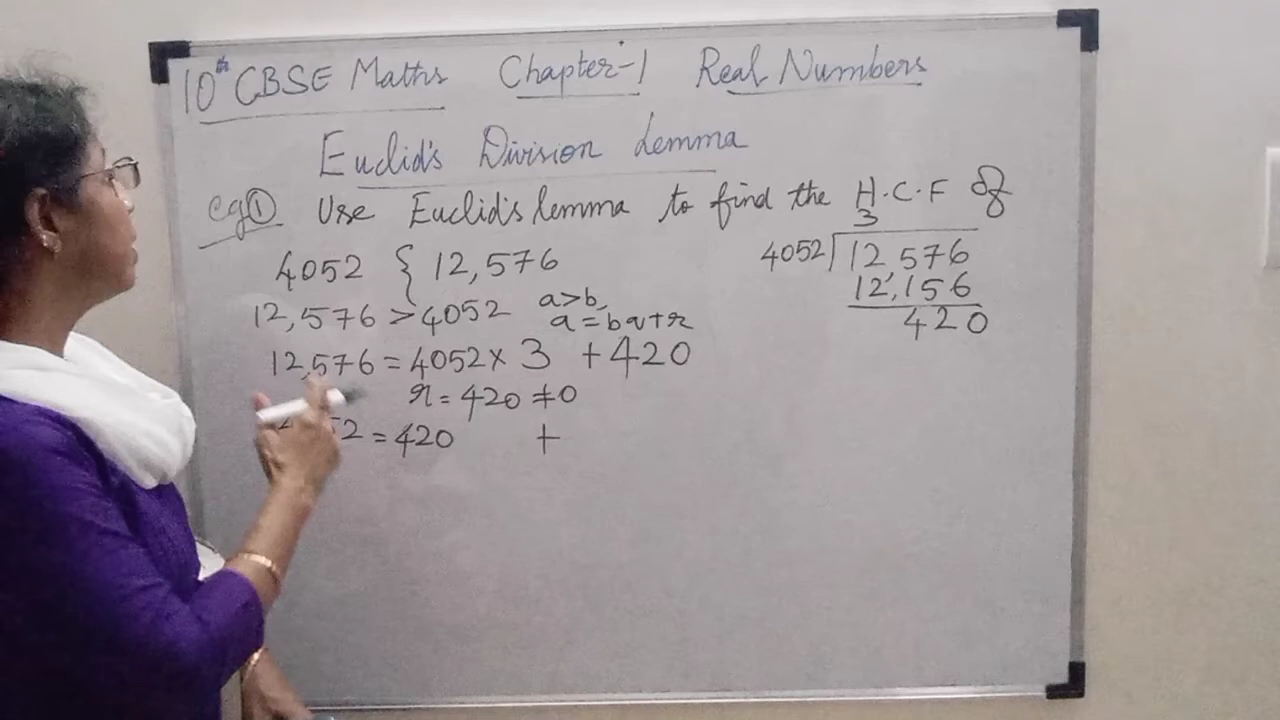 10th CBSE Maths Chapter-1 Real Numbers
Euclid's Division Lemma
eg① Use Euclid's lemma to find the H.C.F of
4052 { 12,576
12,576 > 4052 a>b,
a = bq+r
12,576 = 4052 × 3 + 420
r = 420 ≠ 0
52 = 420 +
3
4052) 12,576
12,156
420